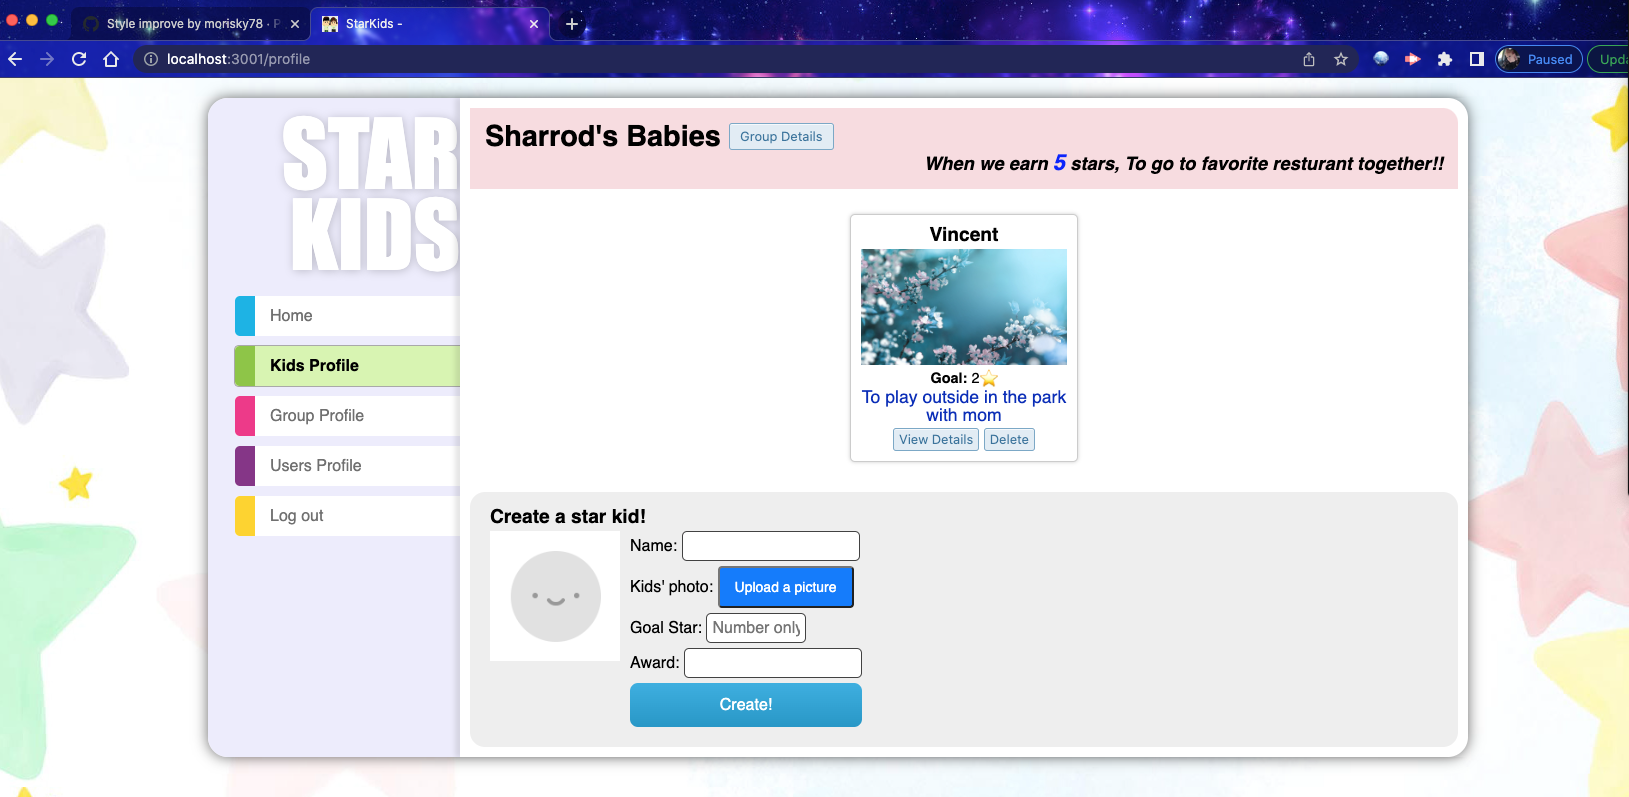 Style improve by morisky78 · P
StarKids -
localhost:3001/profile
Paused
Upda
STAR
KIDS
Home
Kids Profile
Group Profile
Users Profile
Log out
Sharrod's Babies
Group Details
When we earn 5 stars, To go to favorite resturant together!!
Vincent
Goal: 2⭐
To play outside in the park
with mom
View Details
Delete
Create a star kid!
Name:
Kids' photo:
Upload a picture
Goal Star:
Number only
Award:
Create!